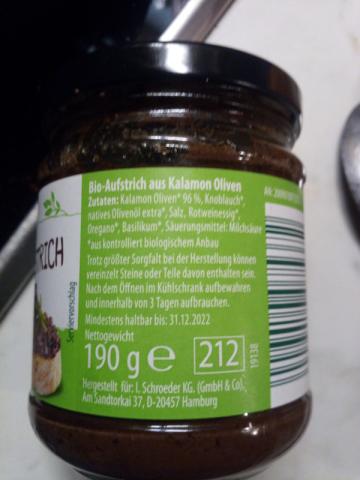 Bio-Aufstrich aus Kalamon Oliven
Zutaten: Kalamon Oliven* 96 %, Knoblauch*,
natives Olivenöl extra*, Salz, Rotweinessig*,
Oregano*, Basilikum*, Säuerungsmittel: Milchsäure
*aus kontrolliert biologischem Anbau
Trotz größter Sorgfalt bei der Herstellung können
vereinzelt Steine oder Teile davon enthalten sein.
Nach dem Öffnen im Kühlschrank aufbewahren
und innerhalb von 3 Tagen aufbrauchen.
Mindestens haltbar bis: 31.12.2022
Nettogewicht
190 g e 212
19138
Hergestellt für: I. Schroeder KG. (GmbH & Co),
Am Sandtorkai 37, D-20457 Hamburg
Serviervorschlag
TRICH